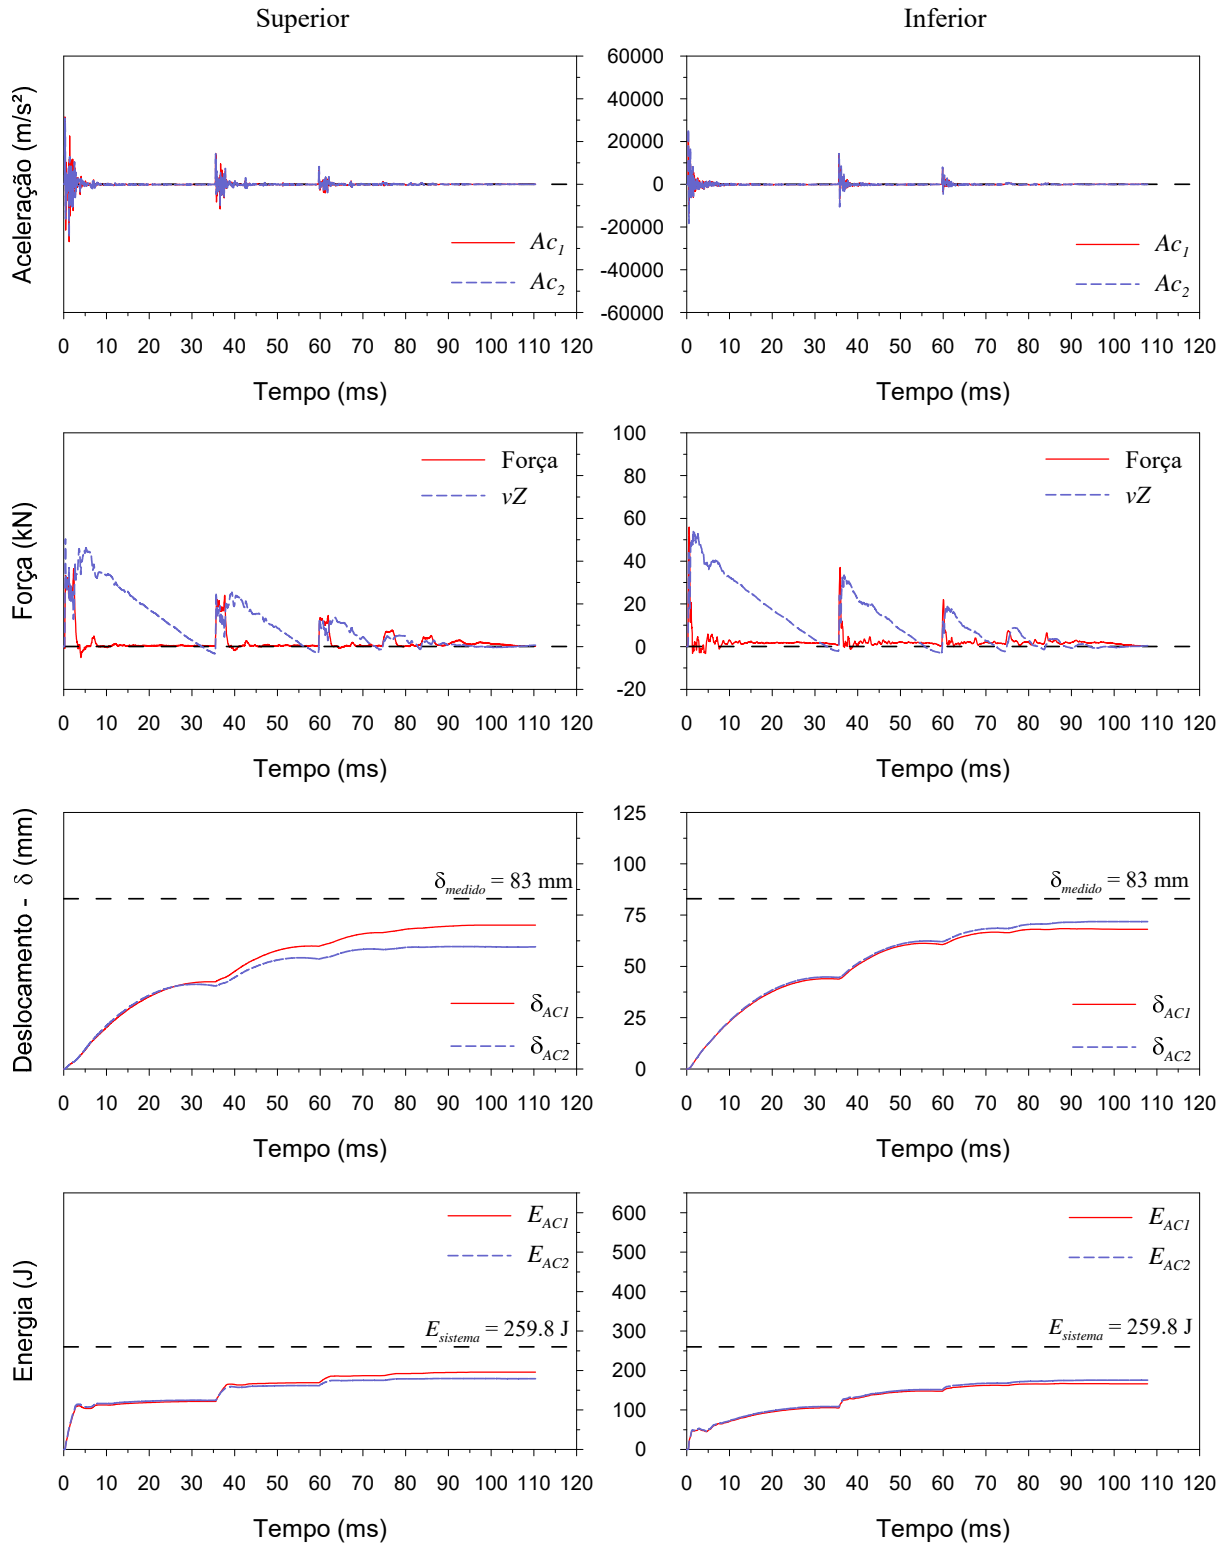 Superior Inferior
60000
40000
20000
0
-20000
-40000
-60000
Aceleração (m/s²)
Ac1 Ac1
Ac2 Ac2
0 10 20 30 40 50 60 70 80 90 100 110 120 0 10 20 30 40 50 60 70 80 90 100 110 120
Tempo (ms) Tempo (ms)
100
80
60
40
20
0
-20
Força (kN)
Força Força
vZ vZ
0 10 20 30 40 50 60 70 80 90 100 110 120 0 10 20 30 40 50 60 70 80 90 100 110 120
Tempo (ms) Tempo (ms)
125
100
75
50
25
0
Deslocamento - δ (mm)
δmedido = 83 mm δmedido = 83 mm
δAC1 δAC1
δAC2 δAC2
0 10 20 30 40 50 60 70 80 90 100 110 120 0 10 20 30 40 50 60 70 80 90 100 110 120
Tempo (ms) Tempo (ms)
600
500
400
300
200
100
0
Energia (J)
EAC1 EAC1
EAC2 EAC2
Esistema = 259.8 J Esistema = 259.8 J
0 10 20 30 40 50 60 70 80 90 100 110 120 0 10 20 30 40 50 60 70 80 90 100 110 120
Tempo (ms) Tempo (ms)